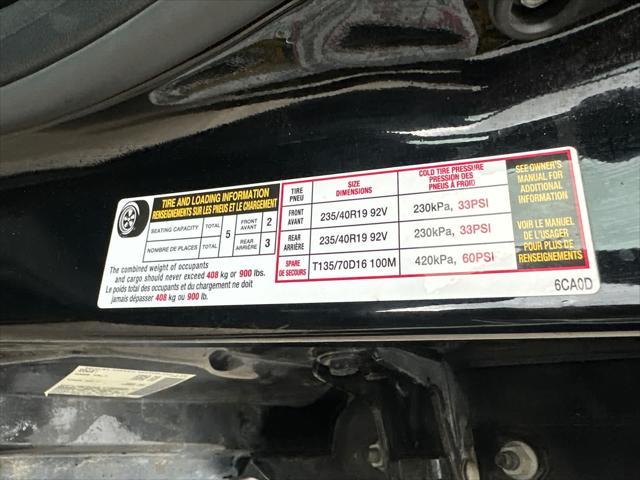 TIRE AND LOADING INFORMATION
RENSEIGNEMENTS SUR LES PNEUS ET LE CHARGEMENT
SEATING CAPACITY TOTAL 5 FRONT AVANT 2
NOMBRE DE PLACES TOTAL REAR ARRIÈRE 3
The combined weight of occupants
and cargo should never exceed 408 kg or 900 lbs.
Le poids total des occupants et du chargement ne doit
jamais dépasser 408 kg ou 900 lb.
TIRE PNEU SIZE DIMENSIONS COLD TIRE PRESSURE PRESSION DES PNEUS À FROID
FRONT AVANT 235/40R19 92V 230kPa, 33PSI
REAR ARRIÈRE 235/40R19 92V 230kPa, 33PSI
SPARE DE SECOURS T135/70D16 100M 420kPa, 60PSI
SEE OWNER'S
MANUAL FOR
ADDITIONAL
INFORMATION
VOIR LE MANUEL
DE L'USAGER
POUR PLUS DE
RENSEIGNEMENTS
6CA0D